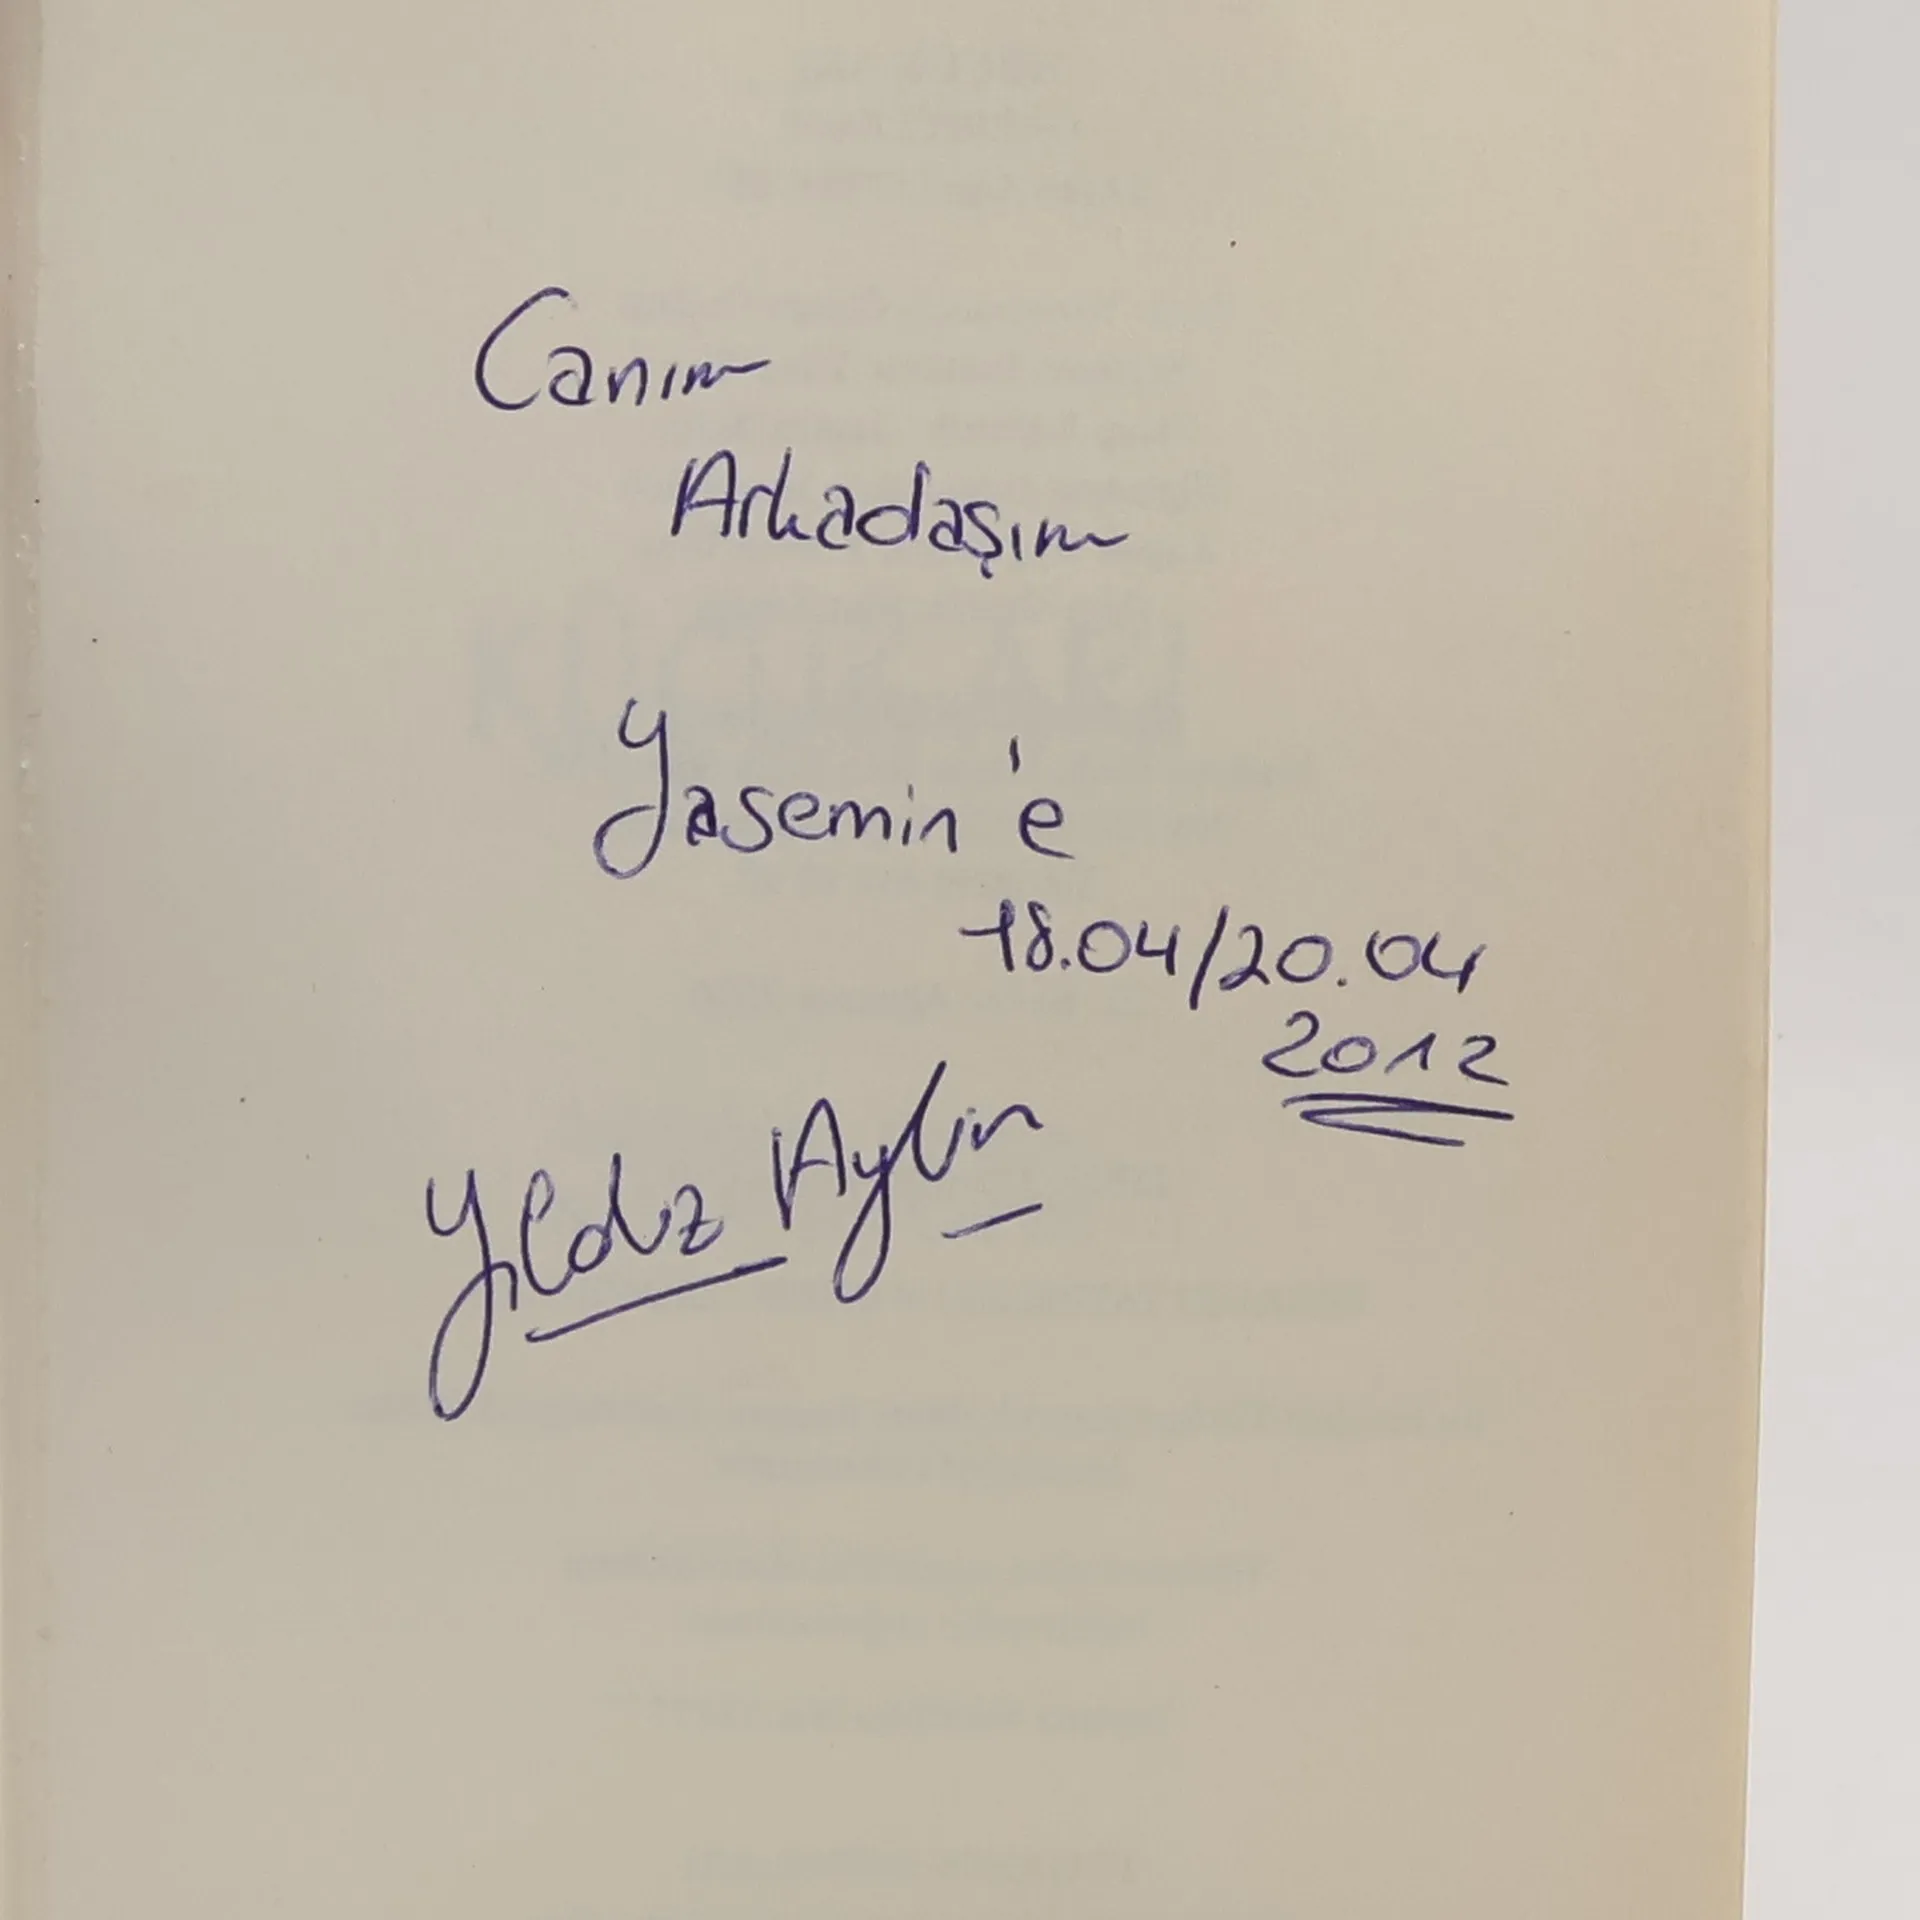 Canım
Arkadaşım
Yasemin'e
18.04/20.04
2012
Yıldız Aylin